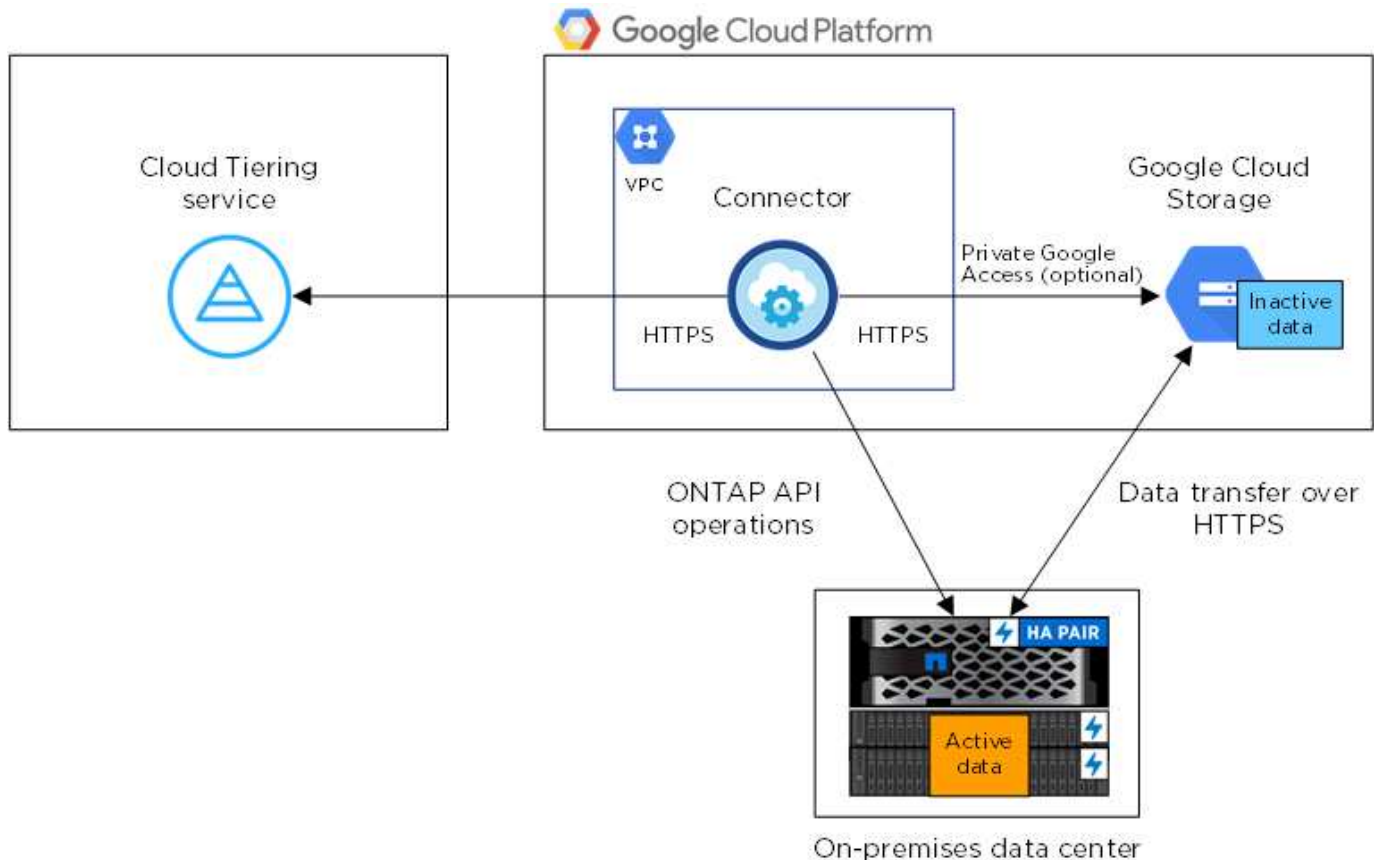 Google Cloud Platform
Cloud Tiering
service
VPC
Connector
Google Cloud
Storage
Private Google
Access (optional)
HTTPS
HTTPS
Inactive
data
ONTAP API
operations
Data transfer over
HTTPS
HA PAIR
Active
data
On-premises data center